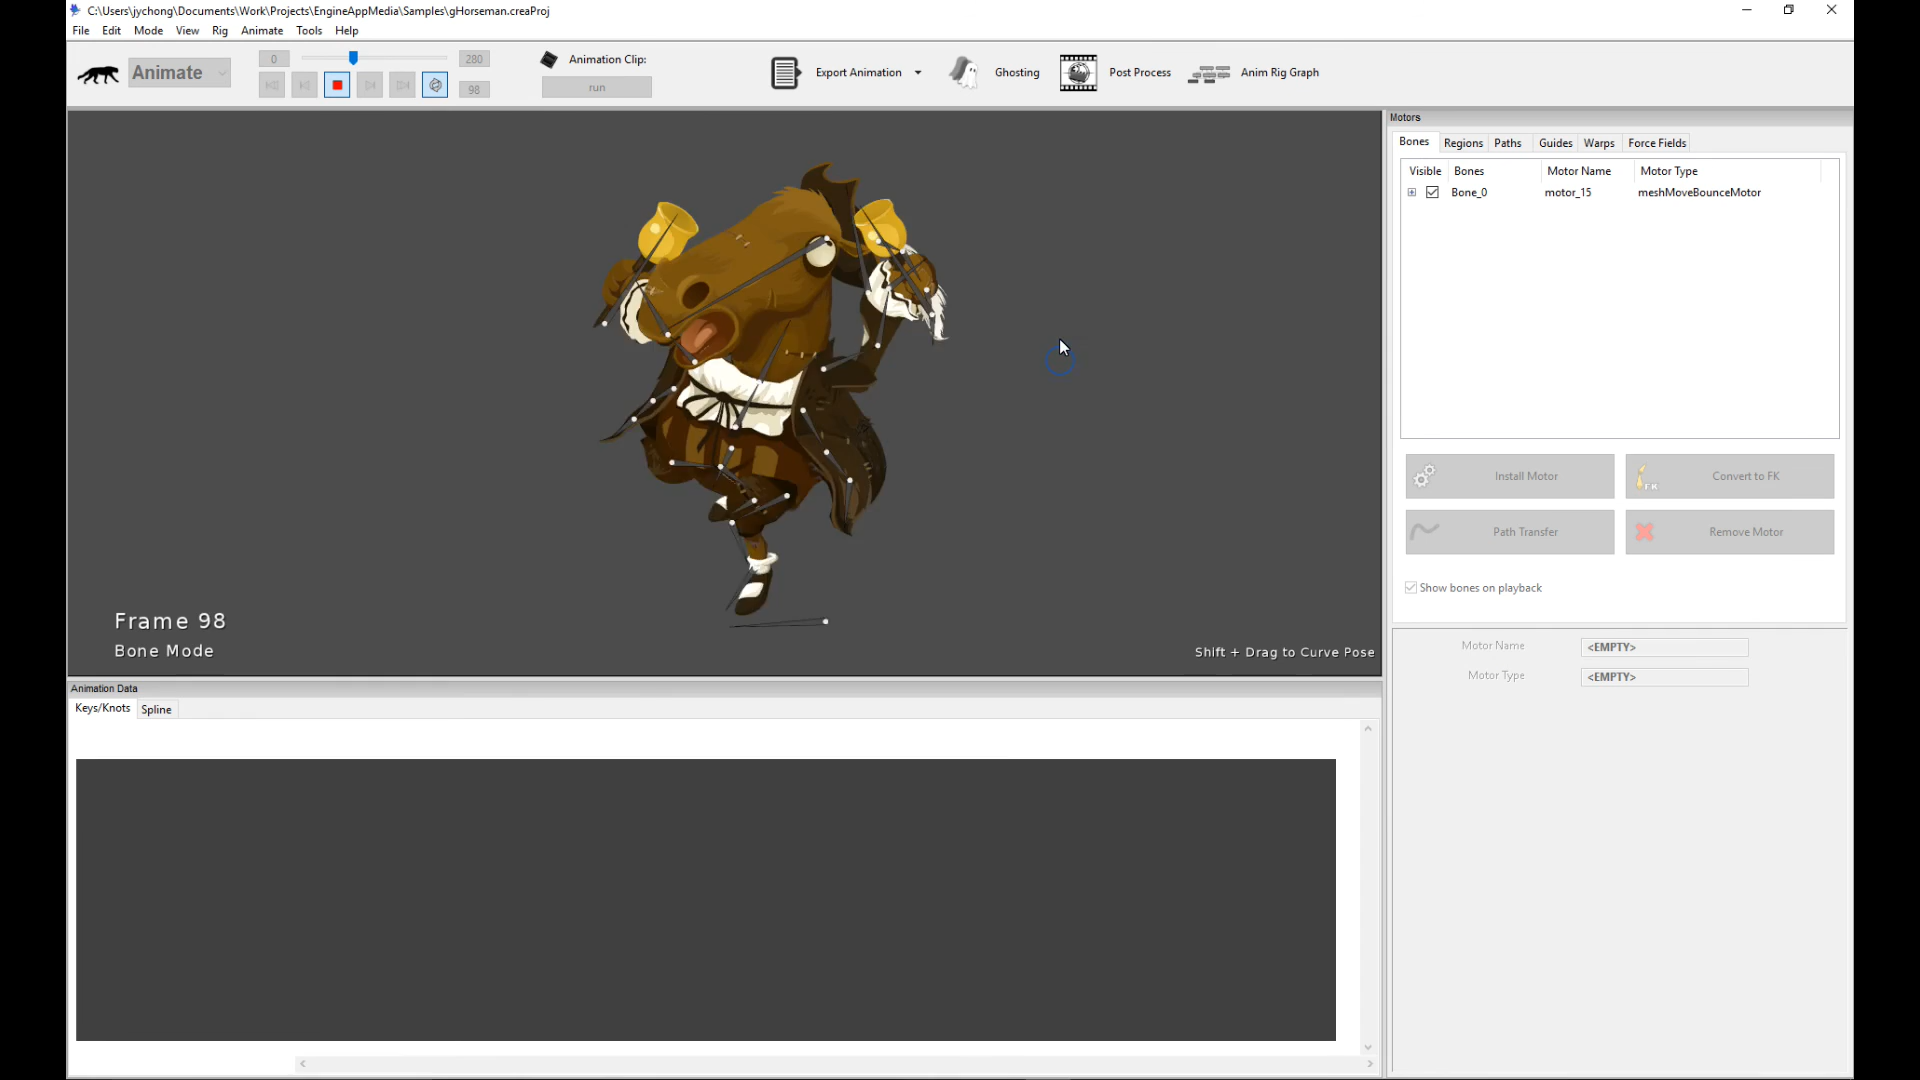 C:\Users\jychong\Documents\Work\Projects\EngineAppMedia\Samples\gHorseman.creaProj
File Edit Mode View Rig Animate Tools Help
Animate
0
280
98
Animation Clip:
run
Export Animation
Ghosting
Post Process
Anim Rig Graph
Motors
Bones Regions Paths Guides Warps Force Fields
Visible Bones Motor Name Motor Type
Bone_0 motor_15 meshMoveBounceMotor
Install Motor
Convert to FK
FK
Path Transfer
Remove Motor
Show bones on playback
Frame 98
Bone Mode
Shift + Drag to Curve Pose
Motor Name <EMPTY>
Motor Type <EMPTY>
Animation Data
Keys/Knots Spline